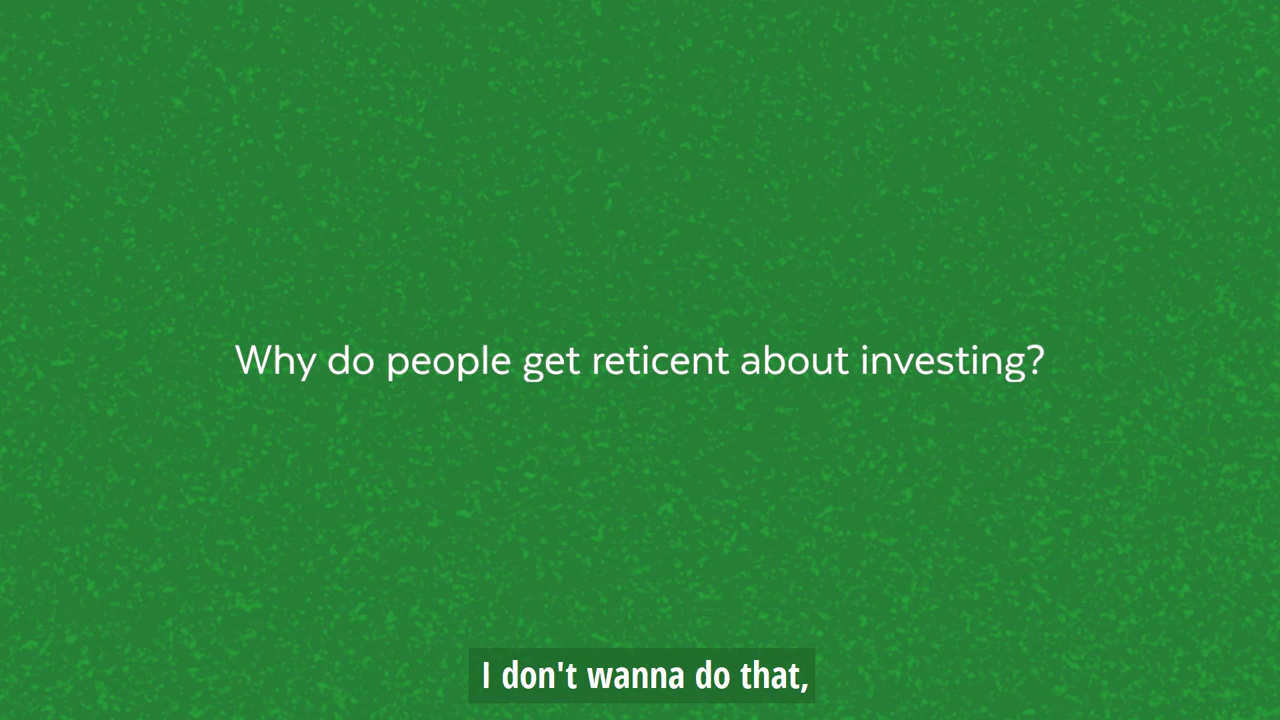 Why do people get reticent about investing?
I don't wanna do that,